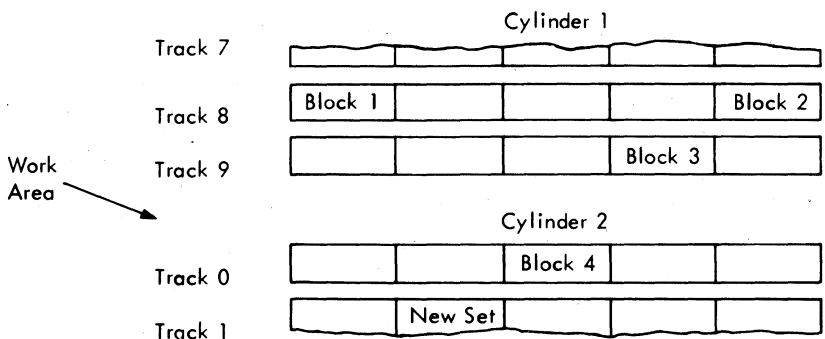 Cylinder 1
Track 7
Track 8 Block 1 Block 2
Track 9 Block 3
Work
Area
Cylinder 2
Track 0 Block 4
Track 1 New Set